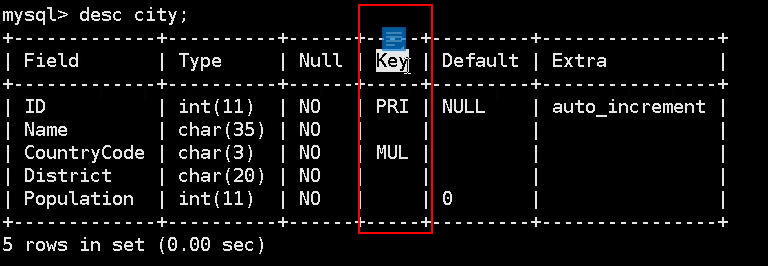 mysql> desc city;
+-------------+----------+------+-----+---------+----------------+
| Field       | Type     | Null | Key | Default | Extra          |
+-------------+----------+------+-----+---------+----------------+
| ID          | int(11)  | NO   | PRI | NULL    | auto_increment |
| Name        | char(35) | NO   |     |         |                |
| CountryCode | char(3)  | NO   | MUL |         |                |
| District    | char(20) | NO   |     |         |                |
| Population  | int(11)  | NO   |     | 0       |                |
+-------------+----------+------+-----+---------+----------------+
5 rows in set (0.00 sec)